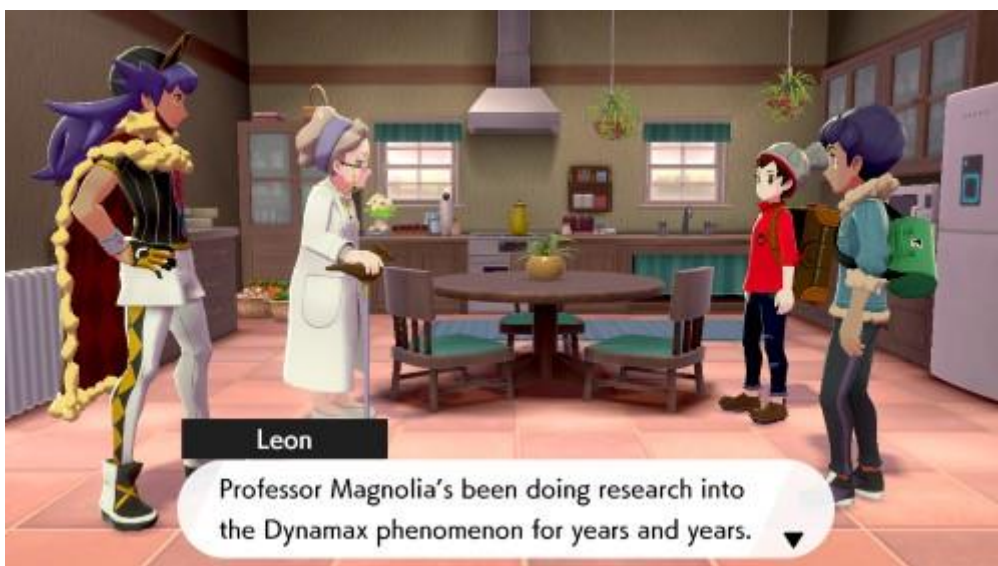 Leon
Professor Magnolia's been doing research into
the Dynamax phenomenon for years and years.